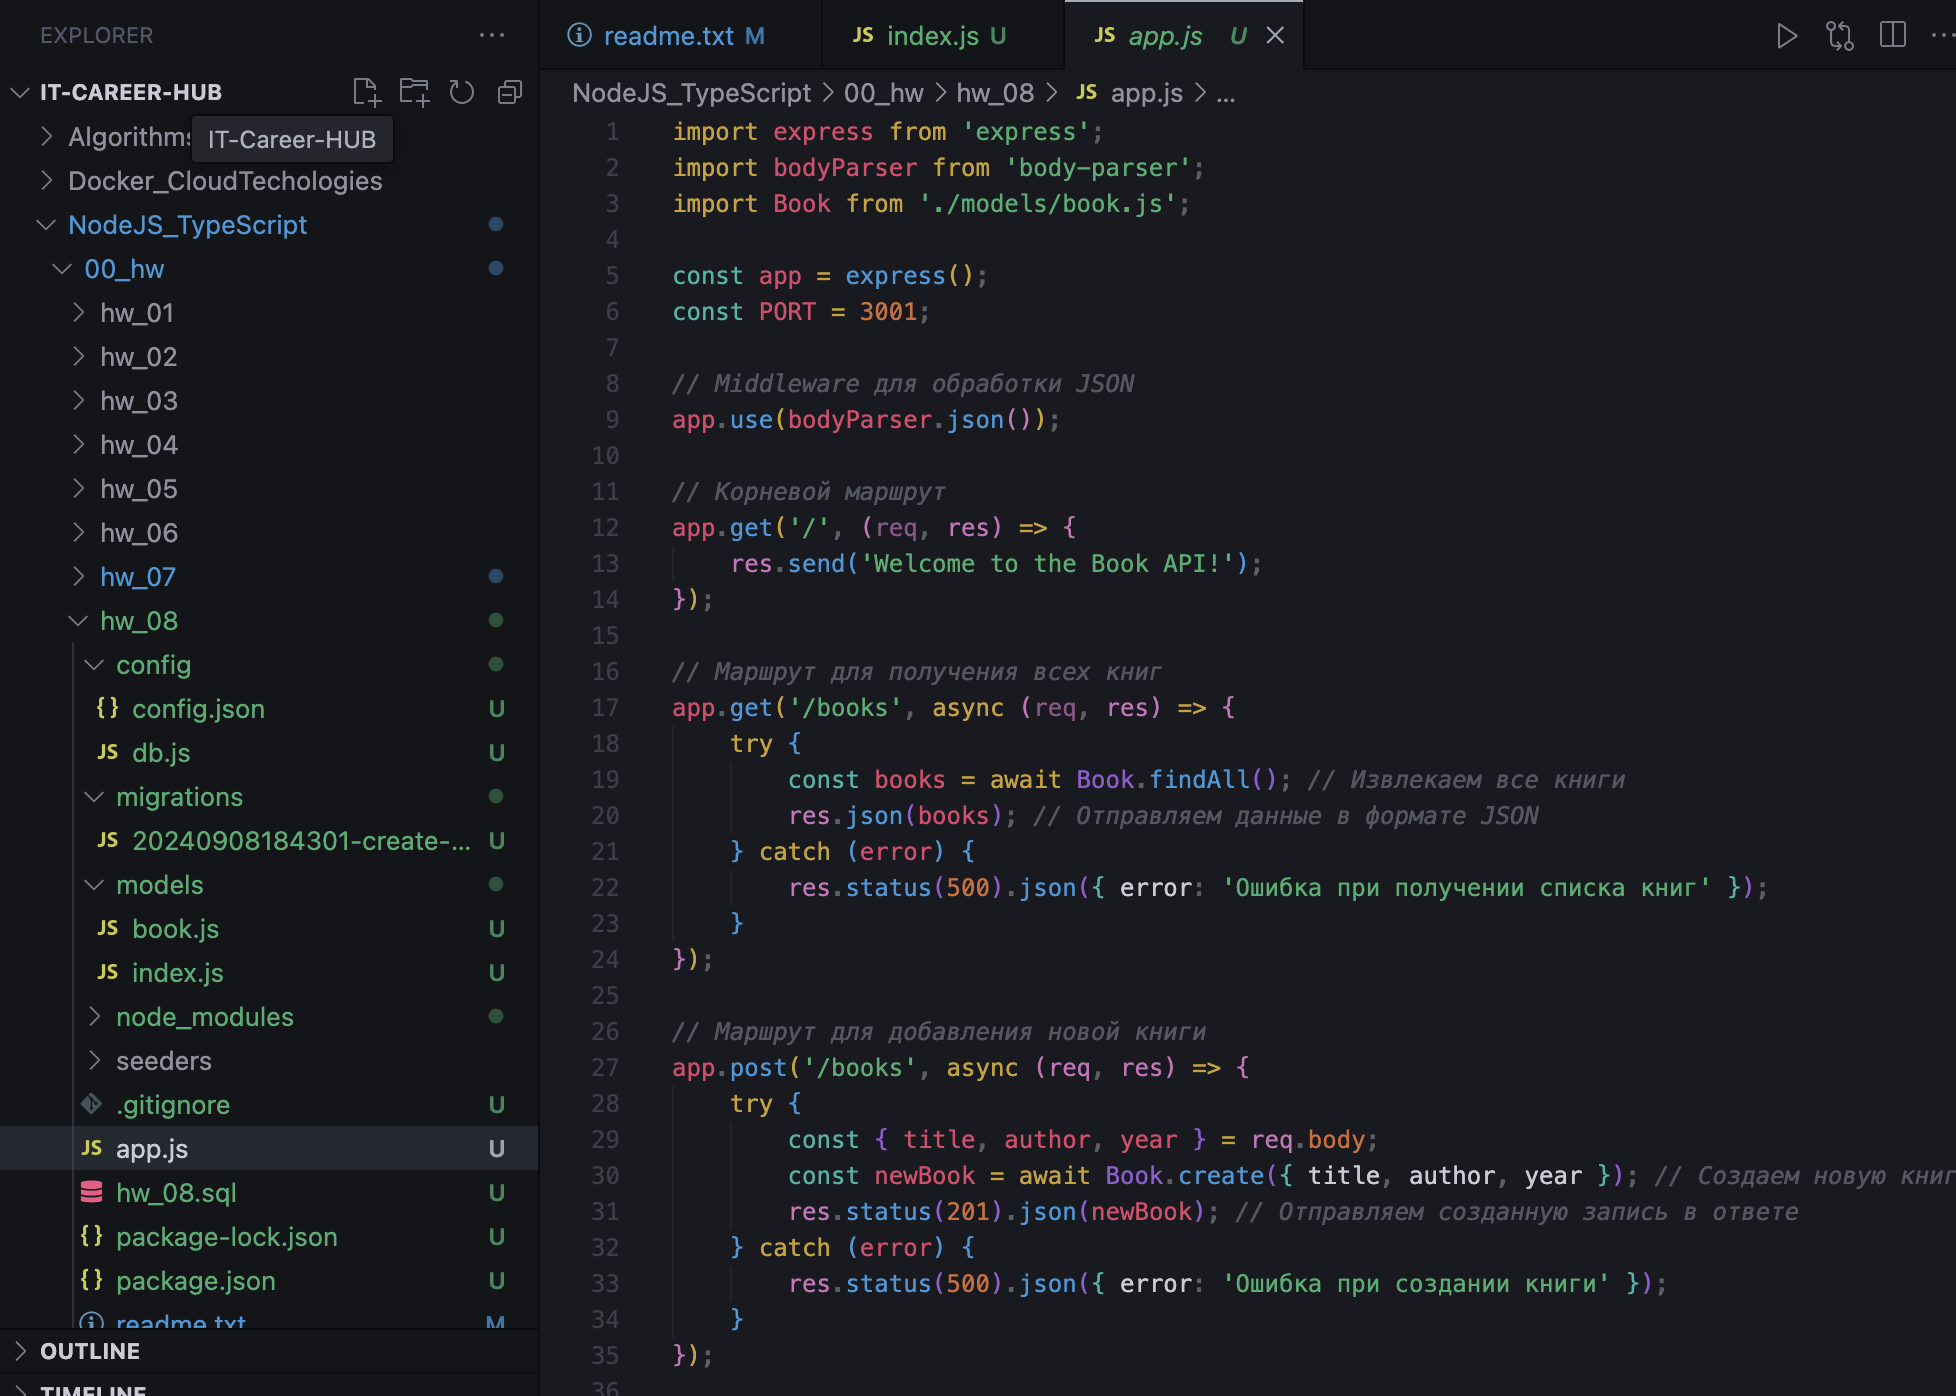 EXPLORER
IT-CAREER-HUB
Algorithms
IT-Career-HUB
Docker_CloudTechologies
NodeJS_TypeScript
00_hw
hw_01
hw_02
hw_03
hw_04
hw_05
hw_06
hw_07
hw_08
config
{} config.json U
JS db.js U
migrations
JS 20240908184301-create-... U
models
JS book.js U
JS index.js U
node_modules
seeders
.gitignore U
JS app.js U
hw_08.sql U
{} package-lock.json U
{} package.json U
readme.txt M
OUTLINE
TIMELINE
readme.txt M
JS index.js U
JS app.js U
NodeJS_TypeScript > 00_hw > hw_08 > JS app.js > ...
1 import express from 'express';
2 import bodyParser from 'body-parser';
3 import Book from './models/book.js';
4
5 const app = express();
6 const PORT = 3001;
7
8 // Middleware для обработки JSON
9 app.use(bodyParser.json());
10
11 // Корневой маршрут
12 app.get('/', (req, res) => {
13 res.send('Welcome to the Book API!');
14 });
15
16 // Маршрут для получения всех книг
17 app.get('/books', async (req, res) => {
18 try {
19 const books = await Book.findAll(); // Извлекаем все книги
20 res.json(books); // Отправляем данные в формате JSON
21 } catch (error) {
22 res.status(500).json({ error: 'Ошибка при получении списка книг' });
23 }
24 });
25
26 // Маршрут для добавления новой книги
27 app.post('/books', async (req, res) => {
28 try {
29 const { title, author, year } = req.body;
30 const newBook = await Book.create({ title, author, year }); // Создаем новую книг
31 res.status(201).json(newBook); // Отправляем созданную запись в ответе
32 } catch (error) {
33 res.status(500).json({ error: 'Ошибка при создании книги' });
34 }
35 });
36